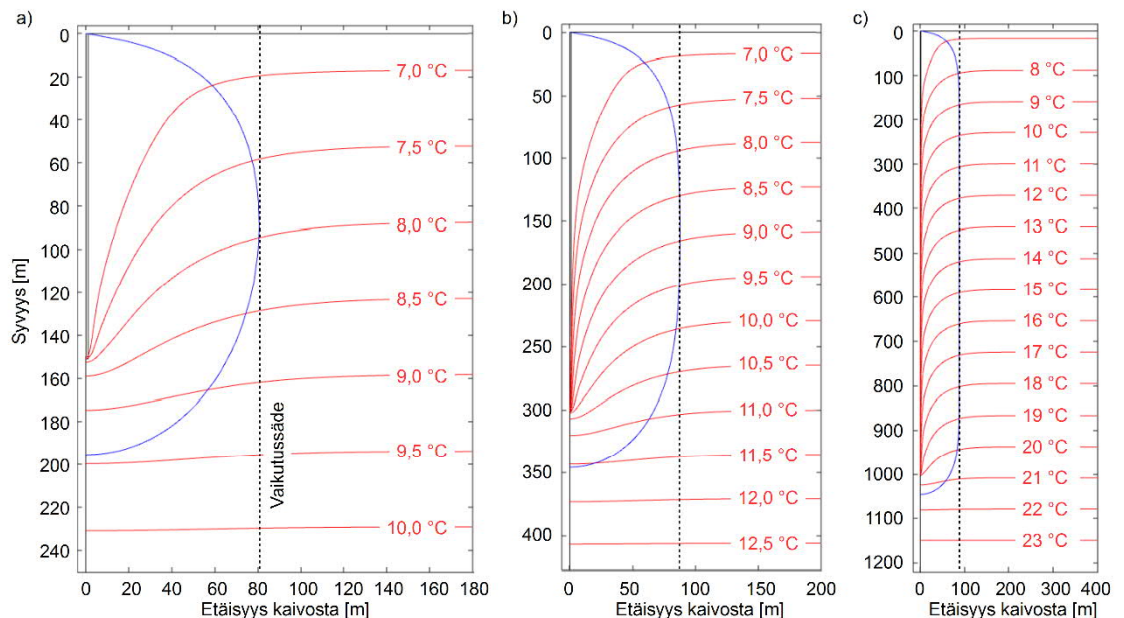 a)
0
20
40
60
80
100
120
140
160
180
200
220
240
Syvyys [m]
7,0 °C
7,5 °C
8,0 °C
8,5 °C
9,0 °C
9,5 °C
10,0 °C
Vaikutussäde
0 20 40 60 80 100 120 140 160 180
Etäisyys kaivosta [m]
b)
0
50
100
150
200
250
300
350
400
7,0 °C
7,5 °C
8,0 °C
8,5 °C
9,0 °C
9,5 °C
10,0 °C
10,5 °C
11,0 °C
11,5 °C
12,0 °C
12,5 °C
0 50 100 150 200
Etäisyys kaivosta [m]
c)
0
100
200
300
400
500
600
700
800
900
1000
1100
1200
8 °C
9 °C
10 °C
11 °C
12 °C
13 °C
14 °C
15 °C
16 °C
17 °C
18 °C
19 °C
20 °C
21 °C
22 °C
23 °C
0 100 200 300 400
Etäisyys kaivosta [m]